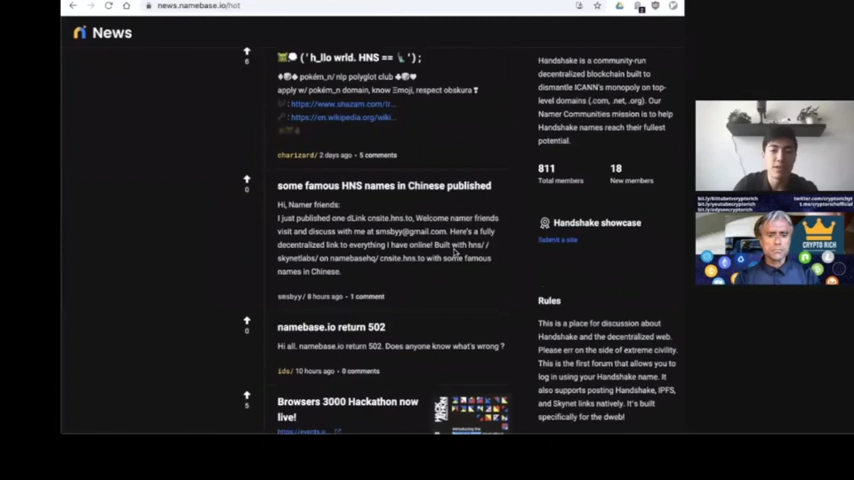 news.namebase.io/hot
News
6
('h_llo wrld. HNS == ');
pokém_n/ nlp polyglot club
apply w/ pokém_n domain, know Ξmoji, respect obskura
: https://www.shazam.com/tr...
: https://en.wikipedia.org/wiki...
charizard/ 2 days ago • 5 comments
0
some famous HNS names in Chinese published
Hi, Namer friends:
I just published one dLink cnsite.hns.to, Welcome namer friends
visit and discuss with me at smsbyy@gmail.com. Here's a fully
decentralized link to everything I have online! Built with hns/ /
skynetlabs/ on namebasehq/ cnsite.hns.to with some famous
names in Chinese.
smsbyy/ 8 hours ago • 1 comment
0
namebase.io return 502
Hi all. namebase.io return 502. Does anyone know what's wrong ?
ids/ 10 hours ago • 0 comments
5
Browsers 3000 Hackathon now
live!
https://events.c...
Handshake is a community-run
decentralized blockchain built to
dismantle ICANN's monopoly on top-
level domains (.com, .net, .org). Our
Namer Communities mission is to help
Handshake names reach their fullest
potential.
811 18
Total members New members
Handshake showcase
Submit a site
Rules
This is a place for discussion about
Handshake and the decentralized web.
Please err on the side of extreme civility.
This is the first forum that allows you to
log in using your Handshake name. It
also supports posting Handshake, IPFS,
and Skynet links natively. It's built
specifically for the dweb!
CRYPTO
RICH